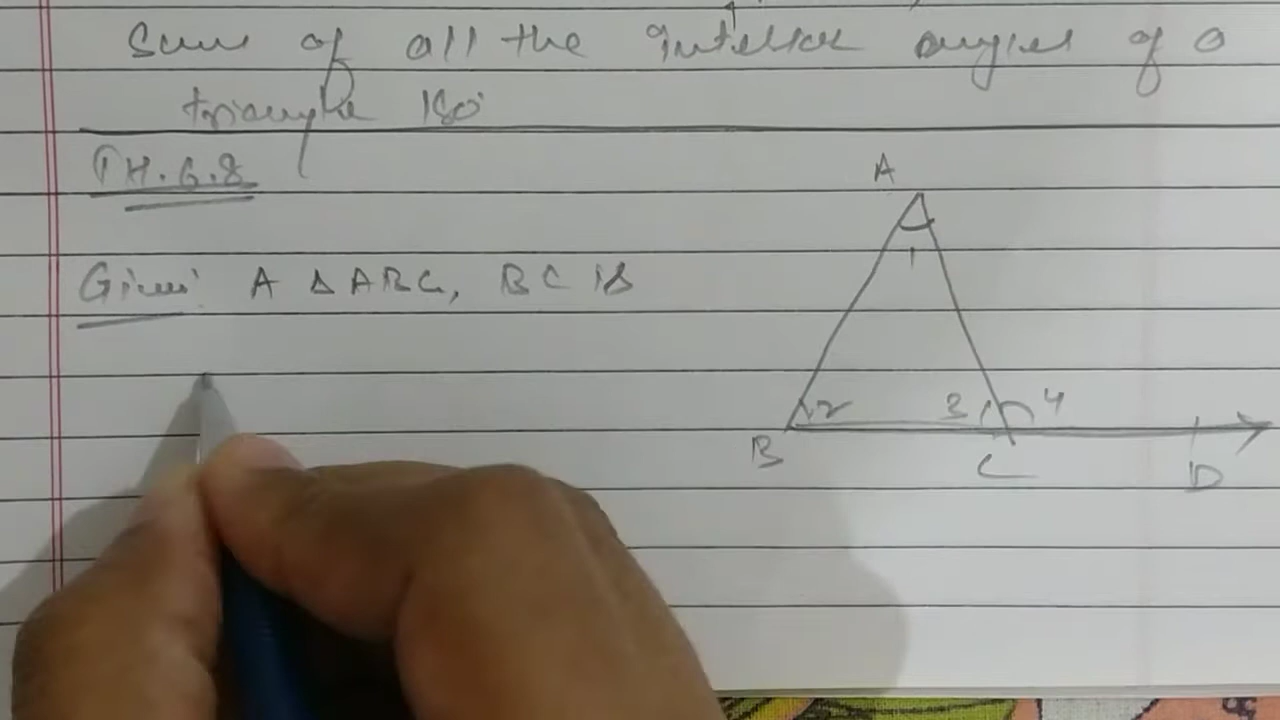 Sum of all the interior angles of a
triangle 180°
TH. 6.8
Given: A Δ ABC, BC is
A
1
2 3 4
B C D